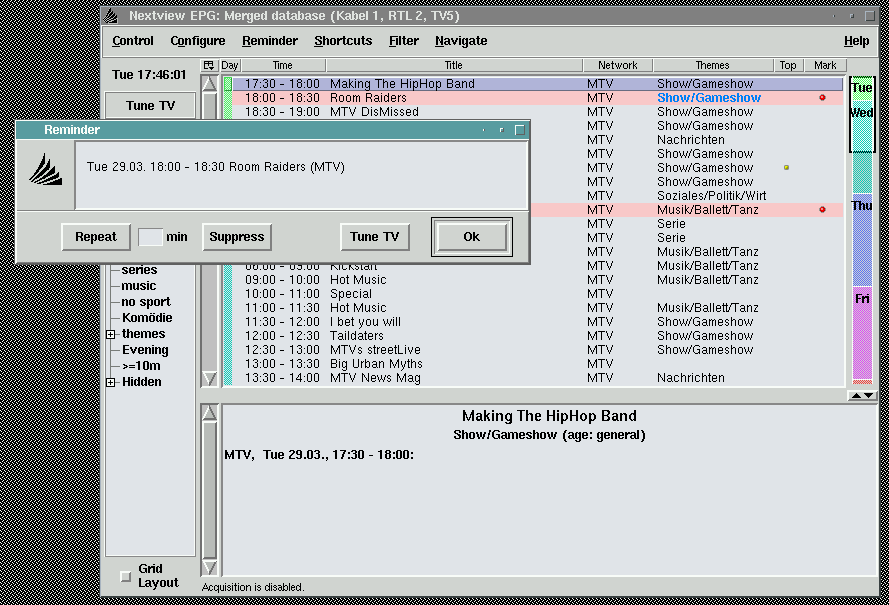 Nextview EPG: Merged database (Kabel 1, RTL 2, TV5)
Control Configure Reminder Shortcuts Filter Navigate Help
Tue 17:46:01
Tune TV
Day Time Title Network Themes Top Mark
17:30 - 18:00 Making The HipHop Band MTV Show/Gameshow
18:00 - 18:30 Room Raiders MTV Show/Gameshow
18:30 - 19:00 MTV DisMissed MTV Show/Gameshow
MTV Show/Gameshow
MTV Nachrichten
MTV Show/Gameshow
MTV Show/Gameshow
MTV Show/Gameshow
MTV Soziales/Politik/Wirt
MTV Musik/Ballett/Tanz
MTV Serie
MTV Serie
MTV Musik/Ballett/Tanz
06:00 - 09:00 Kickstart MTV Musik/Ballett/Tanz
09:00 - 10:00 Hot Music MTV Musik/Ballett/Tanz
10:00 - 11:00 Special MTV
11:00 - 11:30 Hot Music MTV Musik/Ballett/Tanz
11:30 - 12:00 I bet you will MTV Show/Gameshow
12:00 - 12:30 Taildaters MTV Show/Gameshow
12:30 - 13:00 MTVs streetLive MTV Show/Gameshow
13:00 - 13:30 Big Urban Myths MTV
13:30 - 14:00 MTV News Mag MTV Nachrichten
Tue
Wed
Thu
Fri
Reminder
Tue 29.03. 18:00 - 18:30 Room Raiders (MTV)
Repeat min Suppress Tune TV Ok
series
music
no sport
Komödie
themes
Evening
>=10m
Hidden
Making The HipHop Band
Show/Gameshow (age: general)
MTV, Tue 29.03., 17:30 - 18:00:
Grid
Layout
Acquisition is disabled.